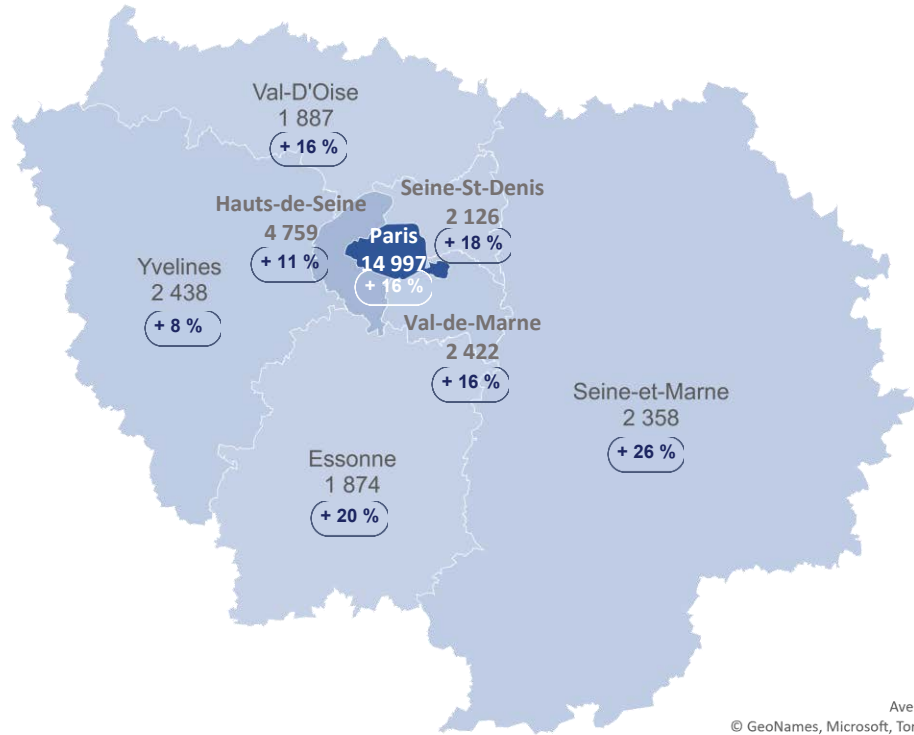 Val-D'Oise
1 887
+ 16 %
Seine-St-Denis
2 126
+ 18 %
Hauts-de-Seine
4 759
+ 11 %
Paris
14 997
+ 16 %
Yvelines
2 438
+ 8 %
Val-de-Marne
2 422
+ 16 %
Seine-et-Marne
2 358
+ 26 %
Essonne
1 874
+ 20 %
Ave
© GeoNames, Microsoft, Tor